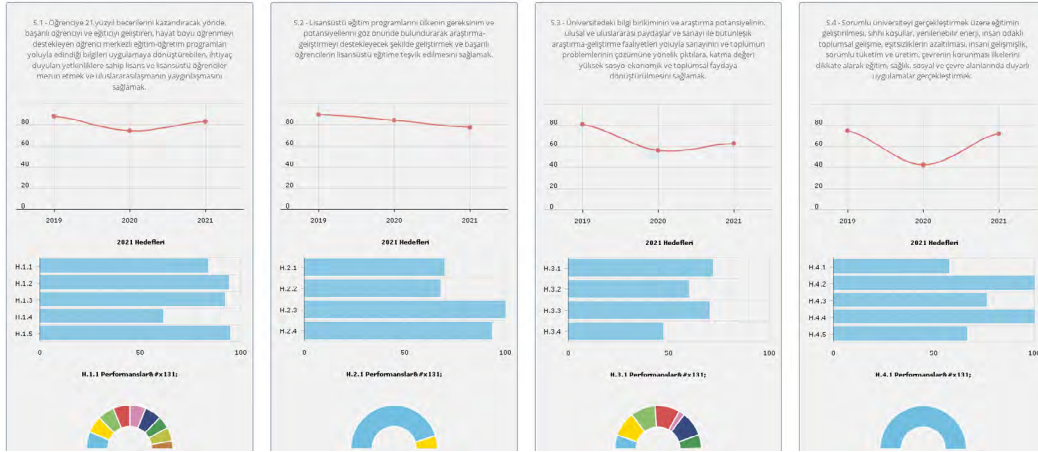 5.1 - Öğrenciye 21.yüzyıl becerilerini kazandıracak yönde,
başarılı öğrenciyi ve eğiticiyi geliştiren, hayat boyu öğrenmeyi
destekleyen öğrenci merkezli eğitim-öğretim programları
yoluyla edindiği bilgileri uygulamaya dönüştürebilen, ihtiyaç
duyulan yetkinliklere sahip lisans ve lisansüstü öğrenciler
mezun etmek ve uluslararasılaşmanın yaygınlaşmasını
sağlamak.
80
60
40
20
0
2019 2020 2021
2021 Hedefleri
H.1.1
H.1.2
H.1.3
H.1.4
H.1.5
0 50 100
H.1.1 Performanslar&#x131;
5.2 - Lisansüstü eğitim programlarını ülkenin gereksinim ve
potansiyellerini göz önünde bulundurarak araştırma-
geliştirmeyi destekleyecek şekilde geliştirmek ve başarılı
öğrencilerin lisansüstü eğitime teşvik edilmesini sağlamak.
80
60
40
20
0
2019 2020 2021
2021 Hedefleri
H.2.1
H.2.2
H.2.3
H.2.4
0 50 100
H.2.1 Performanslar&#x131;
5.3 - Üniversitedeki bilgi birikiminin ve araştırma potansiyelinin,
ulusal ve uluslararası paydaşlar ve sanayi ile bütünleşik
araştırma-geliştirme faaliyetleri yoluyla sanayinin ve toplumun
problemlerinin çözümüne yönelik çıktılara, katma değeri
yüksek sosyo-ekonomik ve toplumsal faydaya
dönüştürülmesini sağlamak.
80
60
40
20
0
2019 2020 2021
2021 Hedefleri
H.3.1
H.3.2
H.3.3
H.3.4
0 50 100
H.3.1 Performanslar&#x131;
5.4 - Sorumlu üniversiteyi gerçekleştirmek üzere eğitimin
geliştirilmesi, sıhhi koşullar, yenilenebilir enerji, insan odaklı
toplumsal gelişme, eşitsizliklerin azaltılması, insani gelişmişlik,
sorumlu tüketim ve üretim, çevrenin korunması ilkelerini
dikkate alarak eğitim, sağlık, sosyal ve çevre alanlarında duyarlı
uygulamalar gerçekleştirmek.
80
60
40
20
0
2019 2020 2021
2021 Hedefleri
H.4.1
H.4.2
H.4.3
H.4.4
H.4.5
0 50 100
H.4.1 Performanslar&#x131;